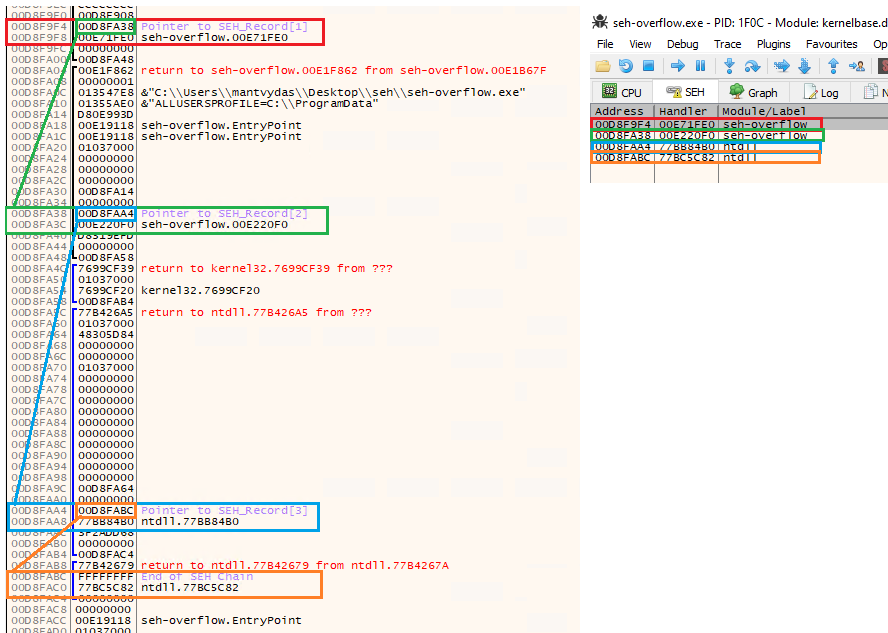 00D8F9F0 00D8F908
00D8F9F4 00D8FA38 Pointer to SEH_Record[1]
00D8F9F8 00E71FE0 seh-overflow.00E71FE0
00D8F9FC 00000000
00D8FA00 00D8FA48
00D8FA04 00E1F862 return to seh-overflow.00E1F862 from seh-overflow.00E1B67F
00D8FA08 00000001
00D8FA0C 013547E8 &"C:\\Users\\mantvydas\\Desktop\\seh\\seh-overflow.exe"
00D8FA10 01355AE0 &"ALLUSERSPROFILE=C:\\ProgramData"
00D8FA14 D80E993D
00D8FA18 00E19118 seh-overflow.EntryPoint
00D8FA1C 00E19118 seh-overflow.EntryPoint
00D8FA20 01037000
00D8FA24 00000000
00D8FA28 00000000
00D8FA2C 00000000
00D8FA30 00D8FA14
00D8FA34 00000000
00D8FA38 00D8FAA4 Pointer to SEH_Record[2]
00D8FA3C 00E220F0 seh-overflow.00E220F0
00D8FA40 D8319EFD
00D8FA44 00000000
00D8FA48 00D8FA58
00D8FA4C 7699CF39 return to kernel32.7699CF39 from ???
00D8FA50 01037000
00D8FA54 7699CF20 kernel32.7699CF20
00D8FA58 00D8FAB4
00D8FA5C 77B426A5 return to ntdll.77B426A5 from ???
00D8FA60 01037000
00D8FA64 48305D84
00D8FA68 00000000
00D8FA6C 00000000
00D8FA70 01037000
00D8FA74 00000000
00D8FA78 00000000
00D8FA7C 00000000
00D8FA80 00000000
00D8FA84 00000000
00D8FA88 00000000
00D8FA8C 00000000
00D8FA90 00000000
00D8FA94 00000000
00D8FA98 00000000
00D8FA9C 00D8FA64
00D8FAA0 00000000
00D8FAA4 00D8FABC Pointer to SEH_Record[3]
00D8FAA8 77BB84B0 ntdll.77BB84B0
00D8FAAC 3F2ADD68
00D8FAB0 00000000
00D8FAB4 00D8FAC4
00D8FAB8 77B42679 return to ntdll.77B42679 from ntdll.77B4267A
00D8FABC FFFFFFFF End of SEH Chain
00D8FAC0 77BC5C82 ntdll.77BC5C82
00D8FAC4 00000000
00D8FAC8 00000000
00D8FACC 00E19118 seh-overflow.EntryPoint
00D8FAD0 01037000
seh-overflow.exe - PID: 1F0C - Module: kernelbase.d
File View Debug Trace Plugins Favourites Op
CPU SEH Graph Log N
Address Handler Module/Label
00D8F9F4 00E71FE0 seh-overflow
00D8FA38 00E220F0 seh-overflow
00D8FAA4 77BB84B0 ntdll
00D8FABC 77BC5C82 ntdll